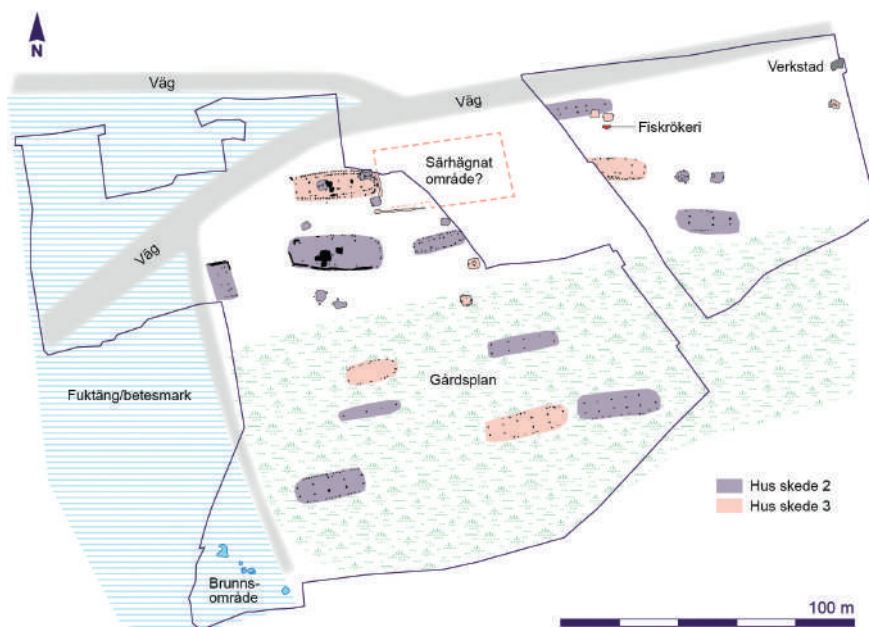 N
Väg
Väg
Verkstad
Fiskrökeri
Särhägnat
område?
Väg
Fuktäng/betesmark
Gårdsplan
Hus skede 2
Hus skede 3
Brunns-
område
100 m